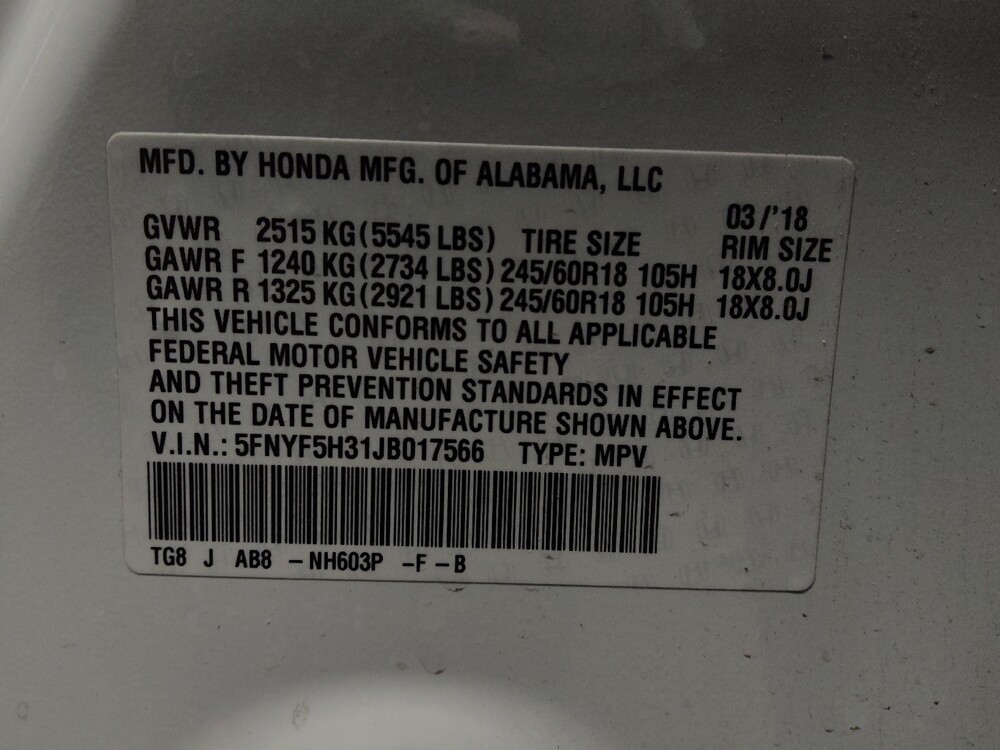 MFD. BY HONDA MFG. OF ALABAMA, LLC
03/'18
GVWR 2515 KG (5545 LBS) TIRE SIZE RIM SIZE
GAWR F 1240 KG (2734 LBS) 245/60R18 105H 18X8.0J
GAWR R 1325 KG (2921 LBS) 245/60R18 105H 18X8.0J
THIS VEHICLE CONFORMS TO ALL APPLICABLE
FEDERAL MOTOR VEHICLE SAFETY
AND THEFT PREVENTION STANDARDS IN EFFECT
ON THE DATE OF MANUFACTURE SHOWN ABOVE.
V.I.N.: 5FNYF5H31JB017566 TYPE: MPV
TG8 J AB8 – NH603P –F – B